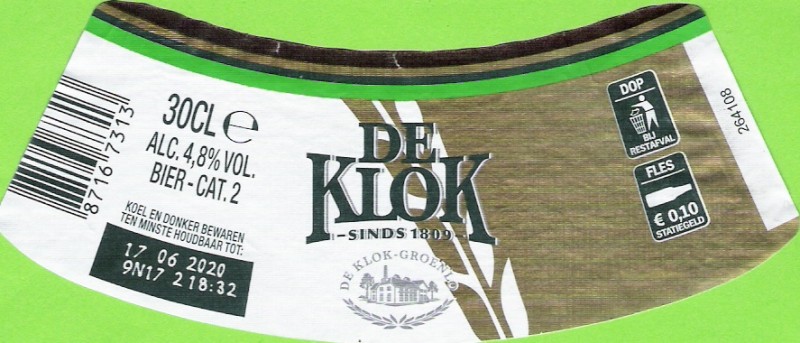 8716 7313
30CL e
ALC. 4,8% VOL.
BIER - CAT. 2
KOEL EN DONKER BEWAREN
TEN MINSTE HOUDBAAR TOT:
17 06 2020
9N17 2 18:32
DE
KLOK
-SINDS 1809-
DE KLOK-GROENLO
DOP
BIJ
RESTAFVAL
FLES
€ 0,10
STATIEGELD
264108